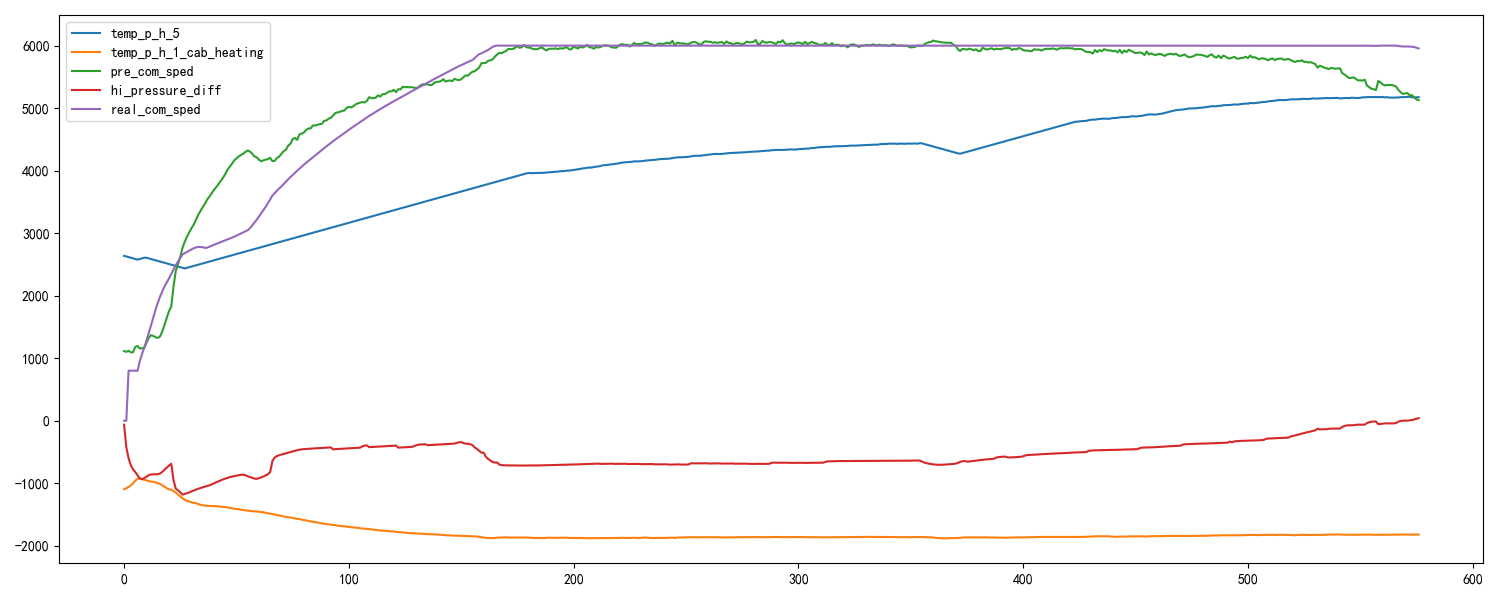 temp_p_h_5
temp_p_h_1_cab_heating
pre_com_sped
hi_pressure_diff
real_com_sped
6000
5000
4000
3000
2000
1000
0
−1000
−2000
0 100 200 300 400 500 600